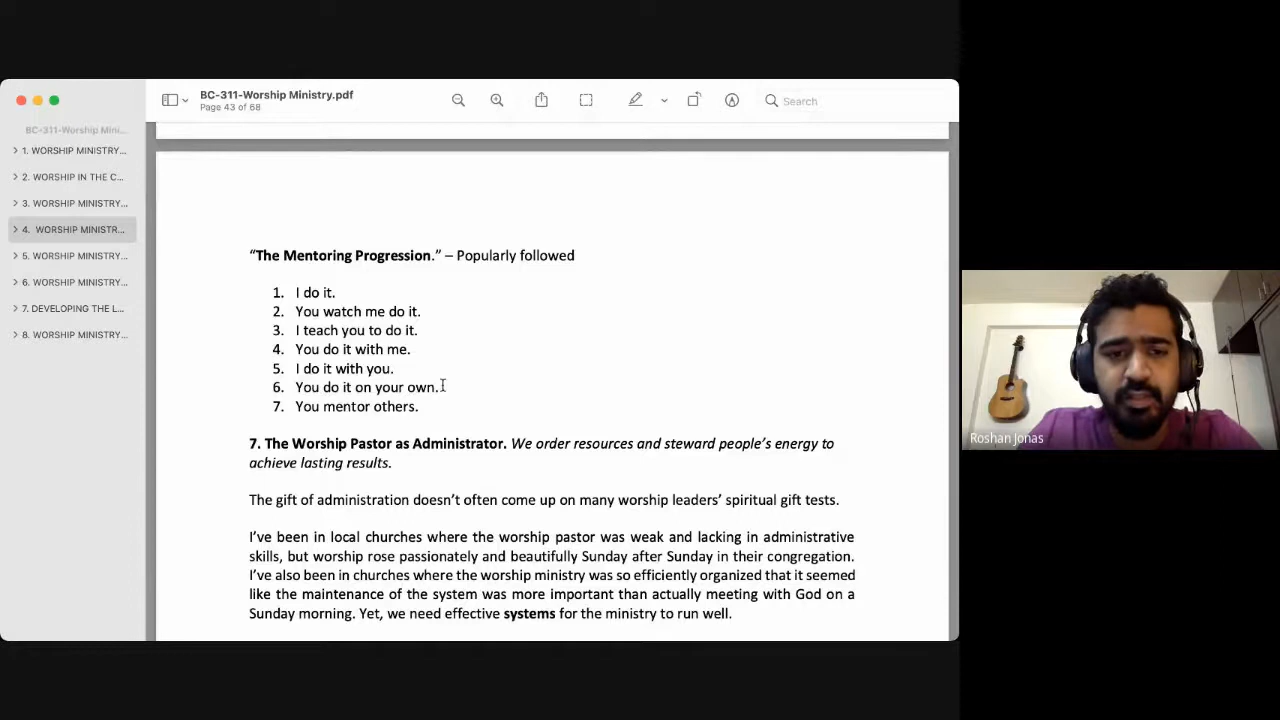 BC-311-Worship Ministry.pdf
Page 43 of 68
Search
BC-311-Worship Mini...
1. WORSHIP MINISTRY...
2. WORSHIP IN THE C...
3. WORSHIP MINISTRY...
4. WORSHIP MINISTR...
5. WORSHIP MINISTRY...
6. WORSHIP MINISTRY...
7. DEVELOPING THE L...
8. WORSHIP MINISTRY...
“The Mentoring Progression.” – Popularly followed
1. I do it.
2. You watch me do it.
3. I teach you to do it.
4. You do it with me.
5. I do it with you.
6. You do it on your own.
7. You mentor others.
7. The Worship Pastor as Administrator. We order resources and steward people’s energy to
achieve lasting results.
The gift of administration doesn’t often come up on many worship leaders’ spiritual gift tests.
I’ve been in local churches where the worship pastor was weak and lacking in administrative
skills, but worship rose passionately and beautifully Sunday after Sunday in their congregation.
I’ve also been in churches where the worship ministry was so efficiently organized that it seemed
like the maintenance of the system was more important than actually meeting with God on a
Sunday morning. Yet, we need effective systems for the ministry to run well.
Roshan Jonas